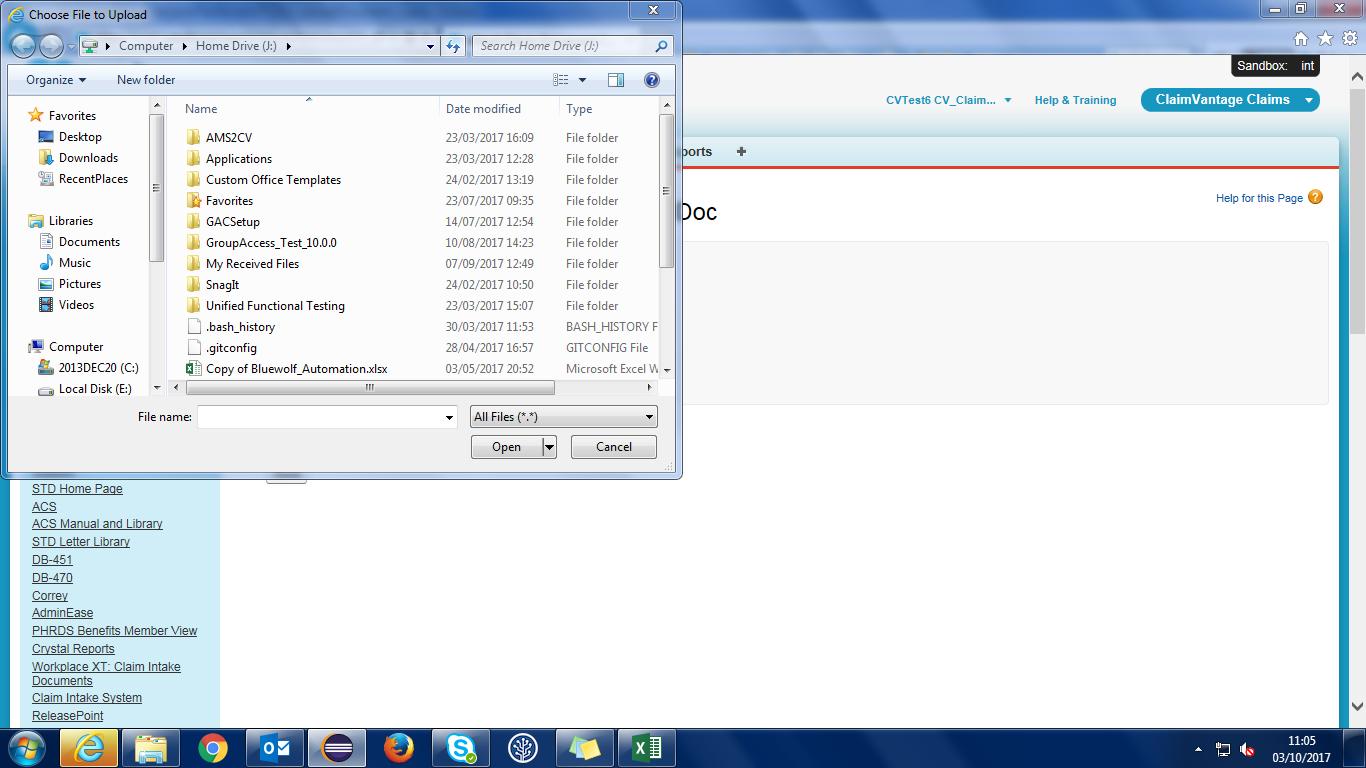 Choose File to Upload
Computer Home Drive (J:)
Search Home Drive (J:)
Organize New folder
Favorites
Desktop
Downloads
RecentPlaces
Libraries
Documents
Music
Pictures
Videos
Computer
2013DEC20 (C:)
Local Disk (E:)
Name Date modified Type
AMS2CV 23/03/2017 16:09 File folder
Applications 23/03/2017 12:28 File folder
Custom Office Templates 24/02/2017 13:19 File folder
Favorites 23/07/2017 09:35 File folder
GACSetup 14/07/2017 12:54 File folder
GroupAccess_Test_10.0.0 10/08/2017 14:23 File folder
My Received Files 07/09/2017 12:49 File folder
SnagIt 24/02/2017 10:50 File folder
Unified Functional Testing 23/03/2017 15:07 File folder
.bash_history 30/03/2017 11:53 BASH_HISTORY F
.gitconfig 28/04/2017 16:57 GITCONFIG File
Copy of Bluewolf_Automation.xlsx 03/05/2017 20:52 Microsoft Excel W
File name: All Files (*.*)
Open Cancel
Sandbox: int
CVTest6 CV_Claim... Help & Training ClaimVantage Claims
ports +
Help for this Page ?
Doc
STD Home Page
ACS
ACS Manual and Library
STD Letter Library
DB-451
DB-470
Correy
AdminEase
PHRDS Benefits Member View
Crystal Reports
Workplace XT: Claim Intake
Documents
Claim Intake System
ReleasePoint
11:05
03/10/2017